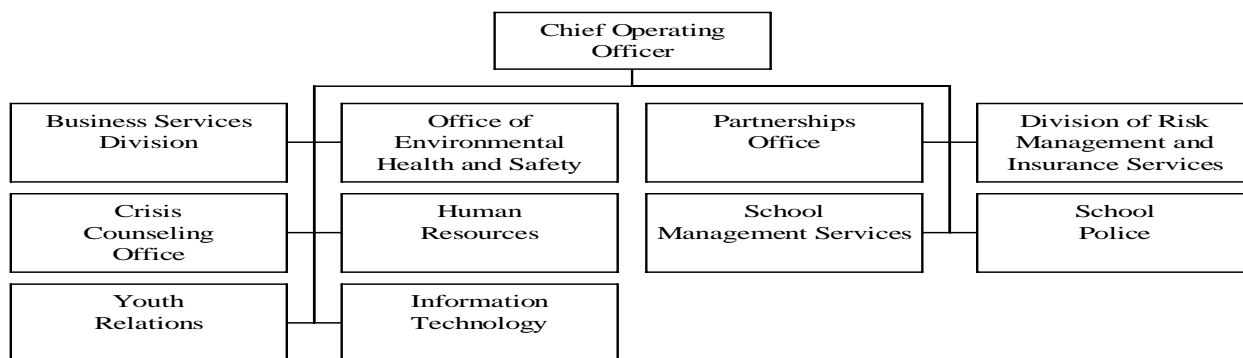 Chief Operating
Officer
Business Services
Division
Office of
Environmental
Health and Safety
Partnerships
Office
Division of Risk
Management and
Insurance Services
Crisis
Counseling
Office
Human
Resources
School
Management Services
School
Police
Youth
Relations
Information
Technology